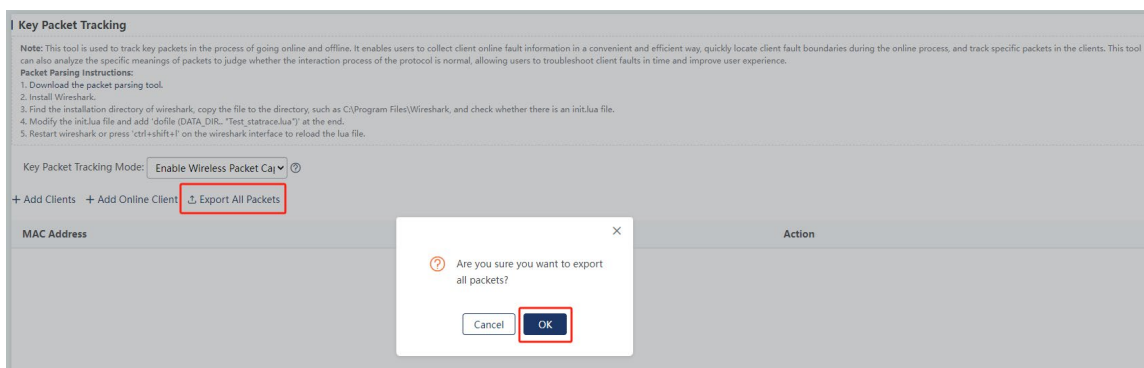 Key Packet Tracking
Note: This tool is used to track key packets in the process of going online and offline. It enables users to collect client online fault information in a convenient and efficient way, quickly locate client fault boundaries during the online process, and track specific packets in the clients. This tool
can also analyze the specific meanings of packets to judge whether the interaction process of the protocol is normal, allowing users to troubleshoot client faults in time and improve user experience.
Packet Parsing Instructions:
1. Download the packet parsing tool.
2. Install Wireshark.
3. Find the installation directory of wireshark, copy the file to the directory, such as C:\Program Files\Wireshark, and check whether there is an init.lua file.
4. Modify the init.lua file and add 'dofile (DATA_DIR.. "Test_statrace.lua")' at the end.
5. Restart wireshark or press 'ctrl+shift+l' on the wireshark interface to reload the lua file.
Key Packet Tracking Mode: Enable Wireless Packet Cap
+ Add Clients + Add Online Client Export All Packets
MAC Address Action
Are you sure you want to export
all packets?
Cancel OK